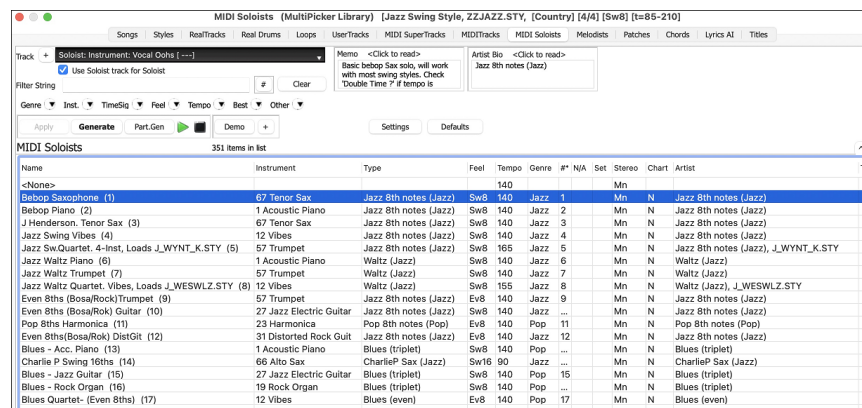 MIDI Soloists (MultiPicker Library) [Jazz Swing Style, ZZJAZZ.STY, [Country] [4/4] [Sw8] [t=85-210]
Songs Styles RealTracks Real Drums Loops UserTracks MIDI SuperTracks MIDITracks MIDI Soloists Melodists Patches Chords Lyrics AI Titles
Track + Soloist: Instrument: Vocal Oohs [ ---]
Use Soloist track for Soloist
Filter String # Clear
Memo <Click to read>
Basic bebop Sax solo, will work
with most swing styles. Check
'Double Time ?' if tempo is
Artist Bio <Click to read>
Jazz 8th notes (Jazz)
Genre Inst. TimeSig Feel Tempo Best Other
Apply Generate Part.Gen Demo + Settings Defaults
MIDI Soloists 351 items in list
Name Instrument Type Feel Tempo Genre #* N/A Set Stereo Chart Artist
<None> 140 Mn
Bebop Saxophone (1) 67 Tenor Sax Jazz 8th notes (Jazz) Sw8 140 Jazz 1 Mn N Jazz 8th notes (Jazz)
Bebop Piano (2) 1 Acoustic Piano Jazz 8th notes (Jazz) Sw8 140 Jazz 2 Mn N Jazz 8th notes (Jazz)
J Henderson. Tenor Sax (3) 67 Tenor Sax Jazz 8th notes (Jazz) Sw8 140 Jazz 3 Mn N Jazz 8th notes (Jazz)
Jazz Swing Vibes (4) 12 Vibes Jazz 8th notes (Jazz) Sw8 140 Jazz 4 Mn N Jazz 8th notes (Jazz)
Jazz Sw.Quartet. 4-Inst, Loads J_WYNT_K.STY (5) 57 Trumpet Jazz 8th notes (Jazz) Sw8 165 Jazz 5 Mn N Jazz 8th notes (Jazz), J_WYNT_K.STY
Jazz Waltz Piano (6) 1 Acoustic Piano Waltz (Jazz) Sw8 140 Jazz 6 Mn N Waltz (Jazz)
Jazz Waltz Trumpet (7) 57 Trumpet Waltz (Jazz) Sw8 140 Jazz 7 Mn N Waltz (Jazz)
Jazz Waltz Quartet. Vibes, Loads J_WESWLZ.STY (8) 12 Vibes Waltz (Jazz) Sw8 155 Jazz 8 Mn N Waltz (Jazz), J_WESWLZ.STY
Even 8ths (Bosa/Rock)Trumpet (9) 57 Trumpet Jazz 8th notes (Jazz) Ev8 140 Jazz 9 Mn N Jazz 8th notes (Jazz)
Even 8ths (Bosa/Rok) Guitar (10) 27 Jazz Electric Guitar Jazz 8th notes (Jazz) Ev8 140 Jazz ... Mn N Jazz 8th notes (Jazz)
Pop 8ths Harmonica (11) 23 Harmonica Pop 8th notes (Pop) Ev8 140 Pop 11 Mn N Pop 8th notes (Pop)
Even 8ths(Bosa/Rok) DistGit (12) 31 Distorted Rock Guit Jazz 8th notes (Jazz) Ev8 140 Jazz 12 Mn N Jazz 8th notes (Jazz)
Blues - Acc. Piano (13) 1 Acoustic Piano Blues (triplet) Sw8 140 Pop ... Mn N Blues (triplet)
Charlie P Swing 16ths (14) 66 Alto Sax CharlieP Sax (Jazz) Sw16 90 Jazz ... Mn N CharlieP Sax (Jazz)
Blues - Jazz Guitar (15) 27 Jazz Electric Guitar Blues (triplet) Sw8 140 Pop 15 Mn N Blues (triplet)
Blues - Rock Organ (16) 19 Rock Organ Blues (triplet) Sw8 140 Pop ... Mn N Blues (triplet)
Blues Quartet- (Even 8ths) (17) 12 Vibes Blues (even) Ev8 140 Pop 17 Mn N Blues (even)